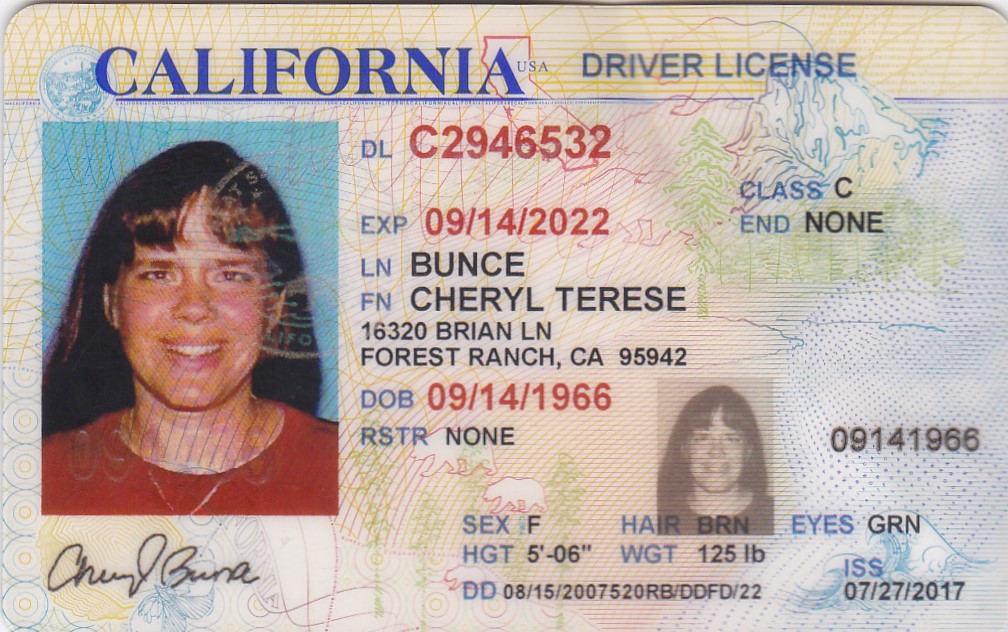 CALIFORNIA USA DRIVER LICENSE
DL C2946532
CLASS C
EXP 09/14/2022
END NONE
LN BUNCE
FN CHERYL TERESE
16320 BRIAN LN
FOREST RANCH, CA 95942
DOB 09/14/1966
RSTR NONE
09141966
SEX F HAIR BRN EYES GRN
HGT 5'-06" WGT 125 lb
ISS
DD 08/15/2007520RB/DDFD/22 07/27/2017
Cheryl Bunce